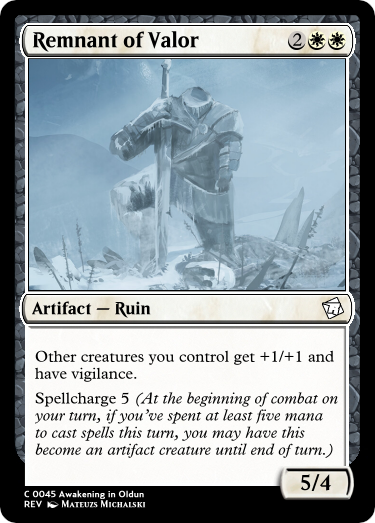 Remnant of Valor 2
Artifact — Ruin
Other creatures you control get +1/+1 and
have vigilance.
Spellcharge 5 (At the beginning of combat on
your turn, if you've spent at least five mana
to cast spells this turn, you may have this
become an artifact creature until end of turn.)
5/4
C 0045 Awakening in Oldun
REV Mateusz Michalski